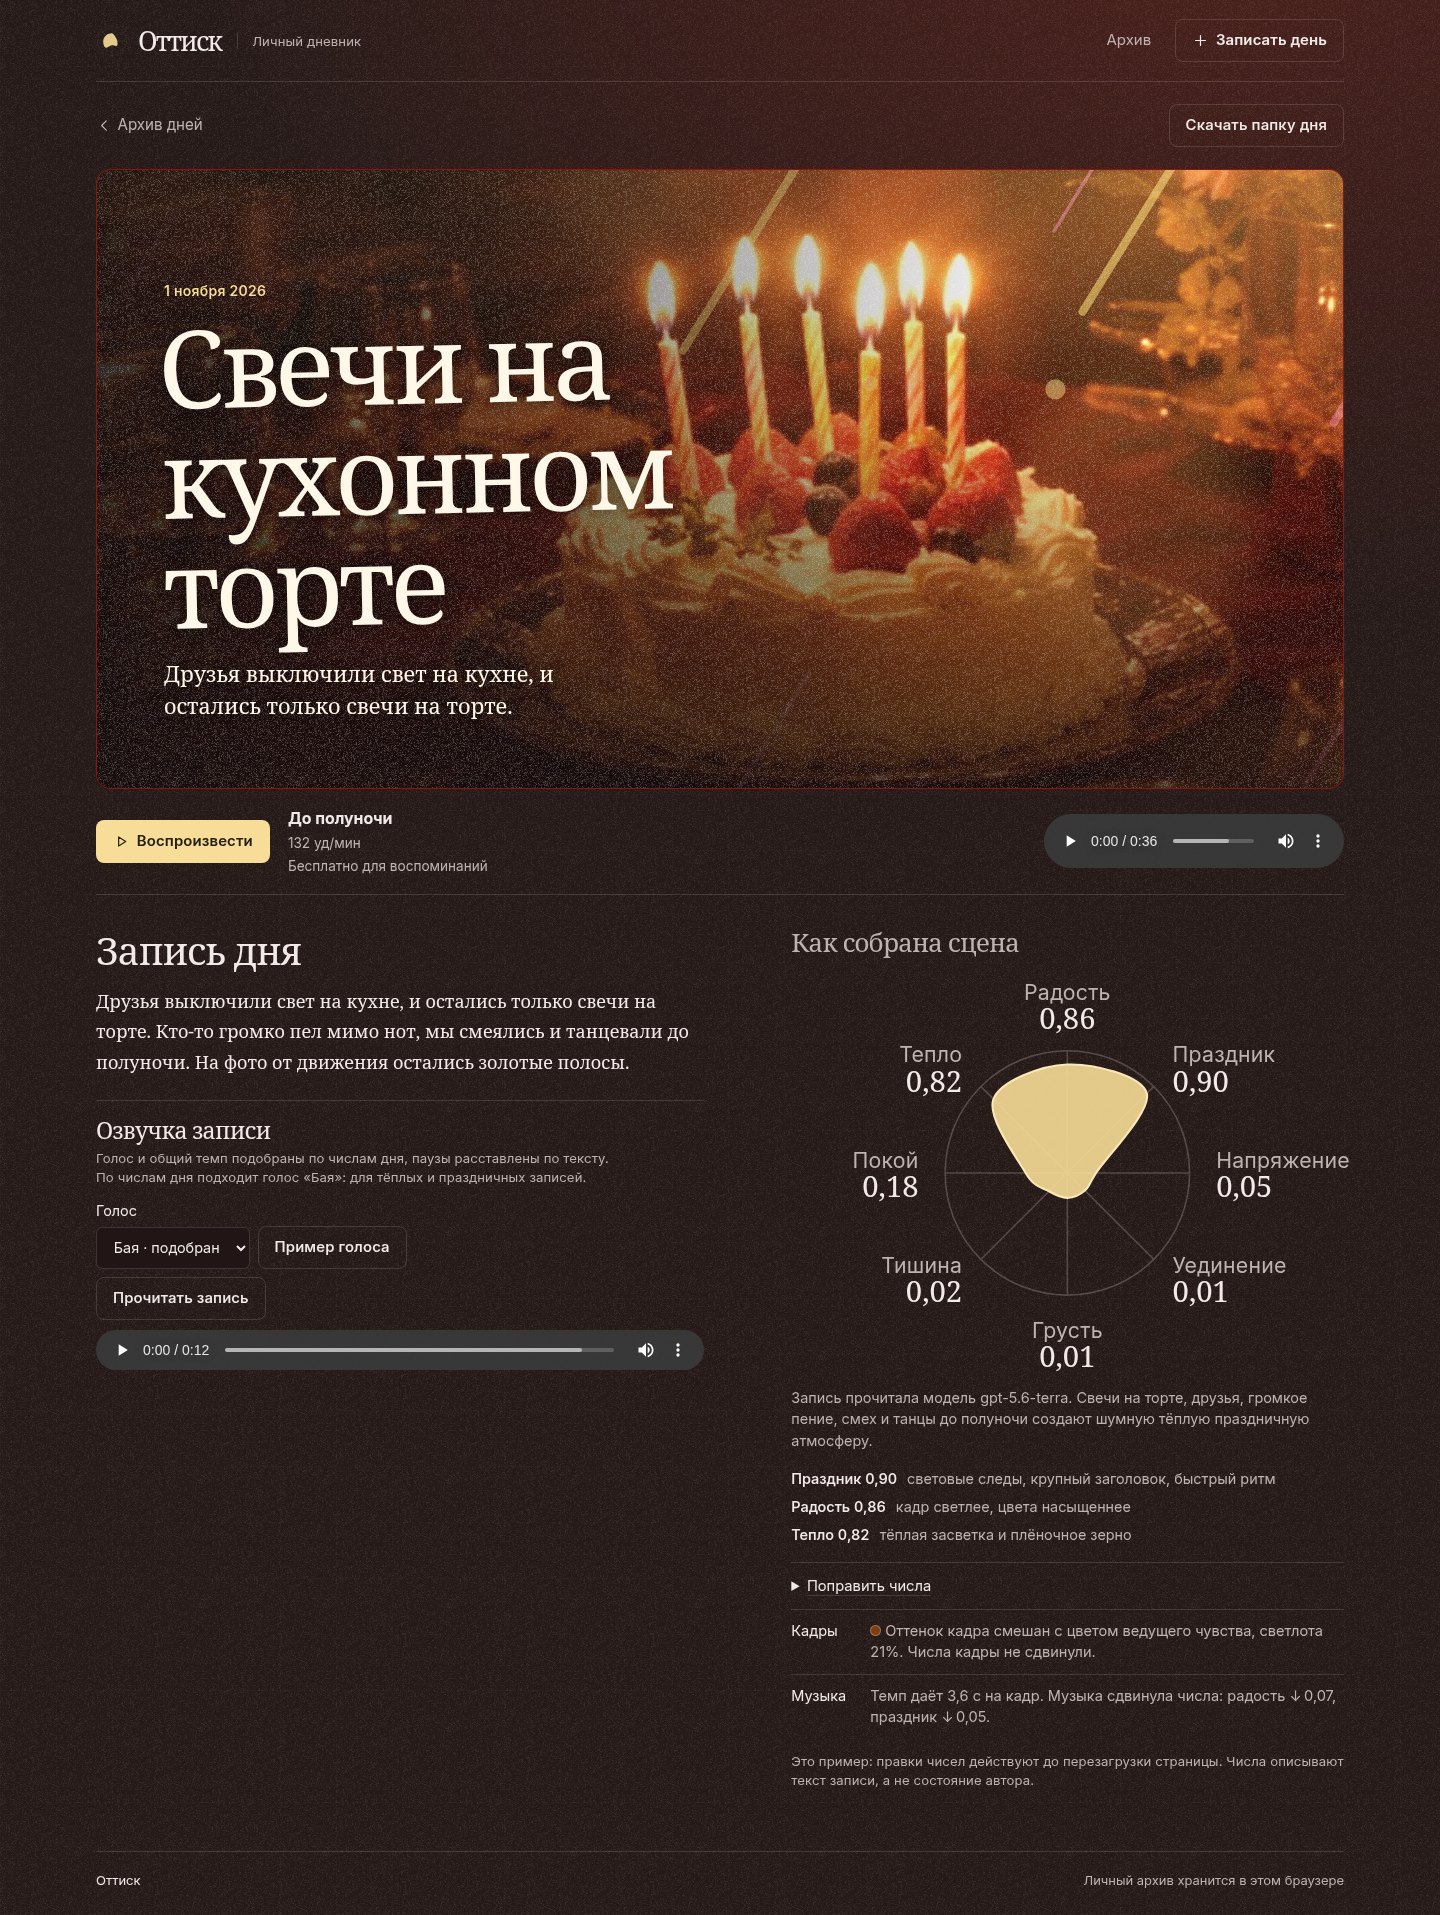 Оттиск
Личный дневник
Архив
Записать день
Архив дней
Скачать папку дня
1 ноября 2026
Свечи на
кухонном
торте
Друзья выключили свет на кухне, и
остались только свечи на торте.
Воспроизвести
До полуночи
132 уд/мин
Бесплатно для воспоминаний
0:00 / 0:36
Запись дня
Друзья выключили свет на кухне, и остались только свечи на
торте. Кто-то громко пел мимо нот, мы смеялись и танцевали до
полуночи. На фото от движения остались золотые полосы.
Озвучка записи
Голос и общий темп подобраны по числам дня, паузы расставлены по тексту.
По числам дня подходит голос «Бая»: для тёплых и праздничных записей.
Голос
Бая · подобран
Пример голоса
Прочитать запись
0:00 / 0:12
Как собрана сцена
Радость
0,86
Тепло
0,82
Праздник
0,90
Покой
0,18
Напряжение
0,05
Тишина
0,02
Уединение
0,01
Грусть
0,01
Запись прочитала модель gpt-5.6-terra. Свечи на торте, друзья, громкое
пение, смех и танцы до полуночи создают шумную тёплую праздничную
атмосферу.
Праздник 0,90 световые следы, крупный заголовок, быстрый ритм
Радость 0,86 кадр светлее, цвета насыщеннее
Тепло 0,82 тёплая засветка и плёночное зерно
Поправить числа
Кадры
Оттенок кадра смешан с цветом ведущего чувства, светлота
21%. Числа кадры не сдвинули.
Музыка
Темп даёт 3,6 с на кадр. Музыка сдвинула числа: радость ↓ 0,07,
праздник ↓ 0,05.
Это пример: правки чисел действуют до перезагрузки страницы. Числа описывают
текст записи, а не состояние автора.
Оттиск
Личный архив хранится в этом браузере